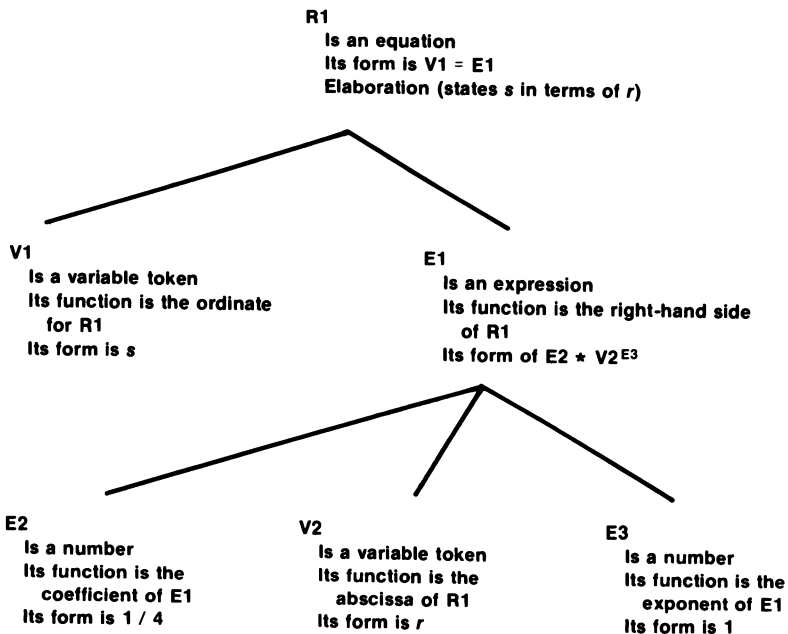 R1
Is an equation
Its form is V1 = E1
Elaboration (states s in terms of r)
V1
Is a variable token
Its function is the ordinate
for R1
Its form is s
E1
Is an expression
Its function is the right-hand side
of R1
Its form of E2 * V2^E3
E2
Is a number
Its function is the
coefficient of E1
Its form is 1 / 4
V2
Is a variable token
Its function is the
abscissa of R1
Its form is r
E3
Is a number
Its function is the
exponent of E1
Its form is 1